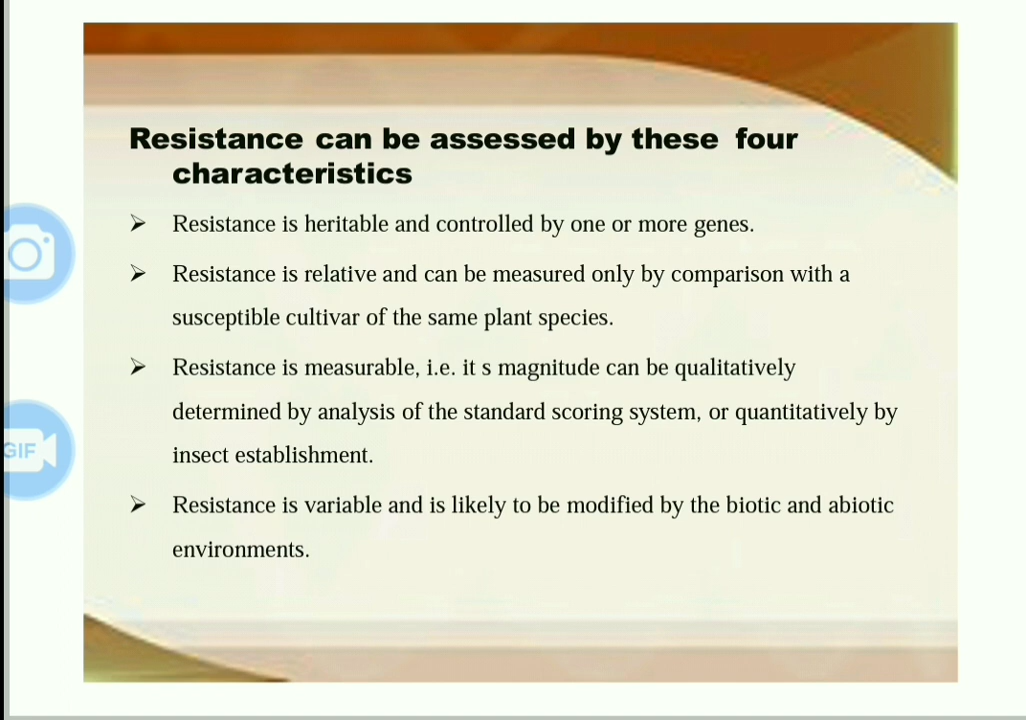 Resistance can be assessed by these four
characteristics
➢ Resistance is heritable and controlled by one or more genes.
➢ Resistance is relative and can be measured only by comparison with a
susceptible cultivar of the same plant species.
➢ Resistance is measurable, i.e. it s magnitude can be qualitatively
determined by analysis of the standard scoring system, or quantitatively by
insect establishment.
➢ Resistance is variable and is likely to be modified by the biotic and abiotic
environments.
GIF